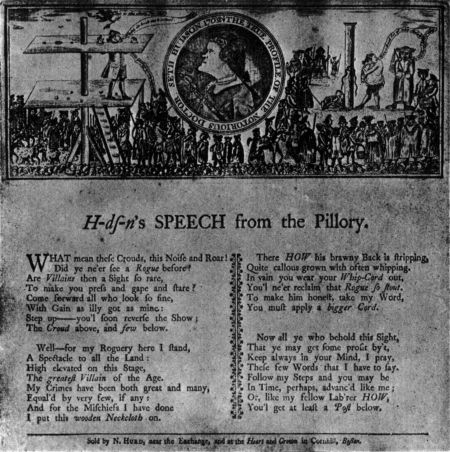 THE TRUE PROFILE OF THE NOTORIOUS DOCTOR SETH HUDSON
H-dſ-n's SPEECH from the Pillory.
WHAT mean theſe Crouds, this Noiſe and Roar!
Did ye ne'er ſee a Rogue before?
Are Villains then a Sight ſo rare,
To make you preſs and gape and ſtare?
Come forward all who look ſo fine,
With Gain as illy got as mine:
Step up—you'l ſoon reverſe the Show;
The Croud above, and few below.
Well—for my Roguery here I ſtand,
A Spectacle to all the Land:
High elevated on this Stage,
The greateſt Villain of the Age.
My Crimes have been both great and many,
Equal'd by very few, if any:
And for the Miſchiefs I have done
I put this wooden Neckcloth on.
There HOW his brawny Back is ſtripping,
Quite callous grown with often whipping.
In vain you wear your Whip-Cord out,
You'l ne'er reclaim that Rogue ſo ſtout.
To make him honeſt, take my Word,
You muſt apply a bigger Cord.
Now all ye who behold this Sight,
That ye may get ſome profit by't,
Keep always in your Mind, I pray,
Theſe few Words that I have to ſay.
Follow my Steps and you may be
In Time, perhaps, advanc'd like me;
Or, like my fellow Lab'rer HOW,
You'l get at leaſt a Poſt below.
Sold by N. HURD, near the Exchange, and at the Heart and Crown in Cornhill, Boſton.